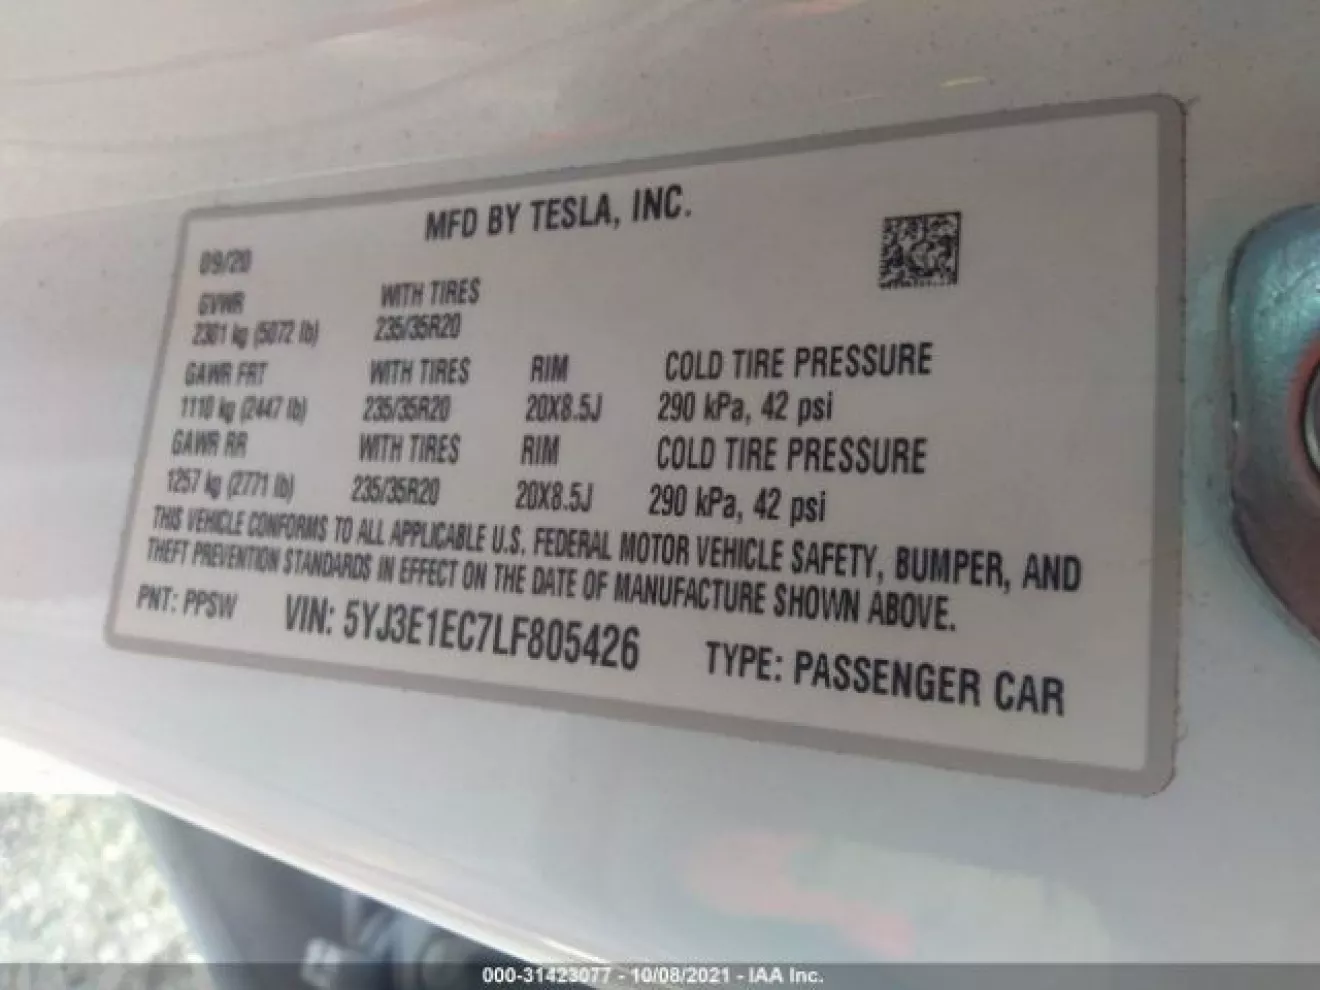 MFD BY TESLA, INC.
09/20
GVWR WITH TIRES
2301 kg (5072 lb) 235/35R20
GAWR FRT WITH TIRES RIM COLD TIRE PRESSURE
1110 kg (2447 lb) 235/35R20 20X8.5J 290 kPa, 42 psi
GAWR RR WITH TIRES RIM COLD TIRE PRESSURE
1257 kg (2771 lb) 235/35R20 20X8.5J 290 kPa, 42 psi
THIS VEHICLE CONFORMS TO ALL APPLICABLE U.S. FEDERAL MOTOR VEHICLE SAFETY, BUMPER, AND
THEFT PREVENTION STANDARDS IN EFFECT ON THE DATE OF MANUFACTURE SHOWN ABOVE.
PNT: PPSW VIN: 5YJ3E1EC7LF805426 TYPE: PASSENGER CAR
000-31423077 - 10/08/2021 - IAA Inc.